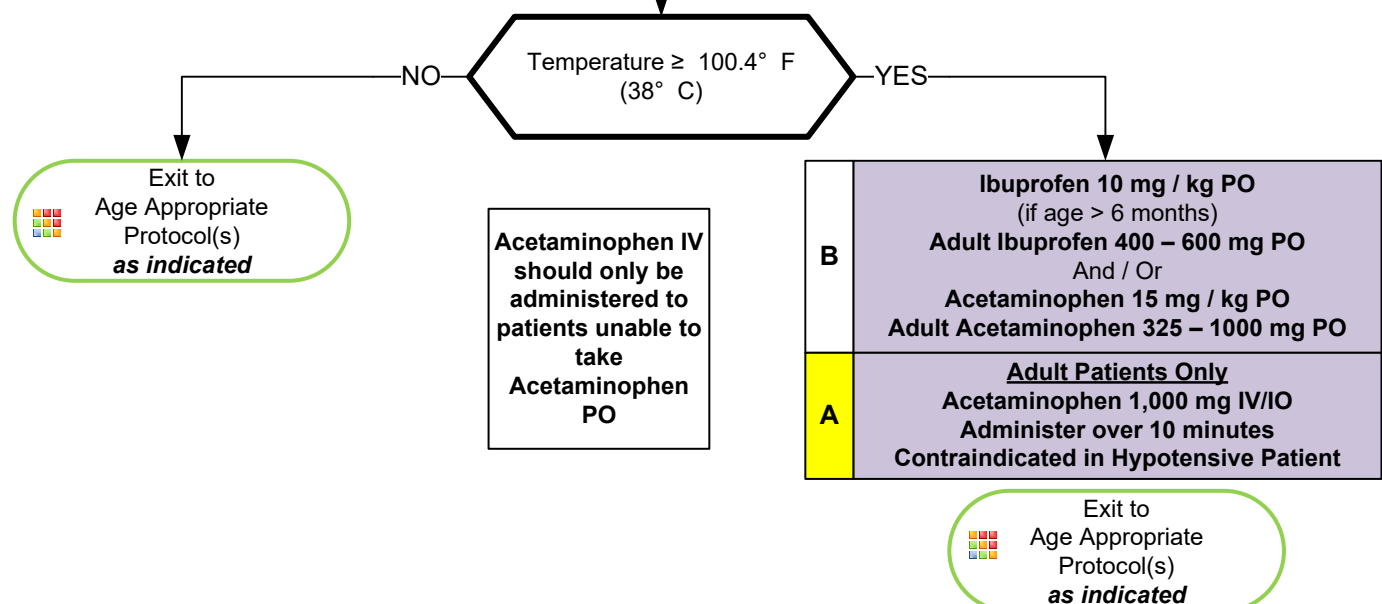 Temperature ≥ 100.4° F
(38° C)
NO
YES
Exit to
Age Appropriate
Protocol(s)
as indicated
Acetaminophen IV
should only be
administered to
patients unable to
take
Acetaminophen
PO
B
Ibuprofen 10 mg / kg PO
(if age > 6 months)
Adult Ibuprofen 400 – 600 mg PO
And / Or
Acetaminophen 15 mg / kg PO
Adult Acetaminophen 325 – 1000 mg PO
A
Adult Patients Only
Acetaminophen 1,000 mg IV/IO
Administer over 10 minutes
Contraindicated in Hypotensive Patient
Exit to
Age Appropriate
Protocol(s)
as indicated